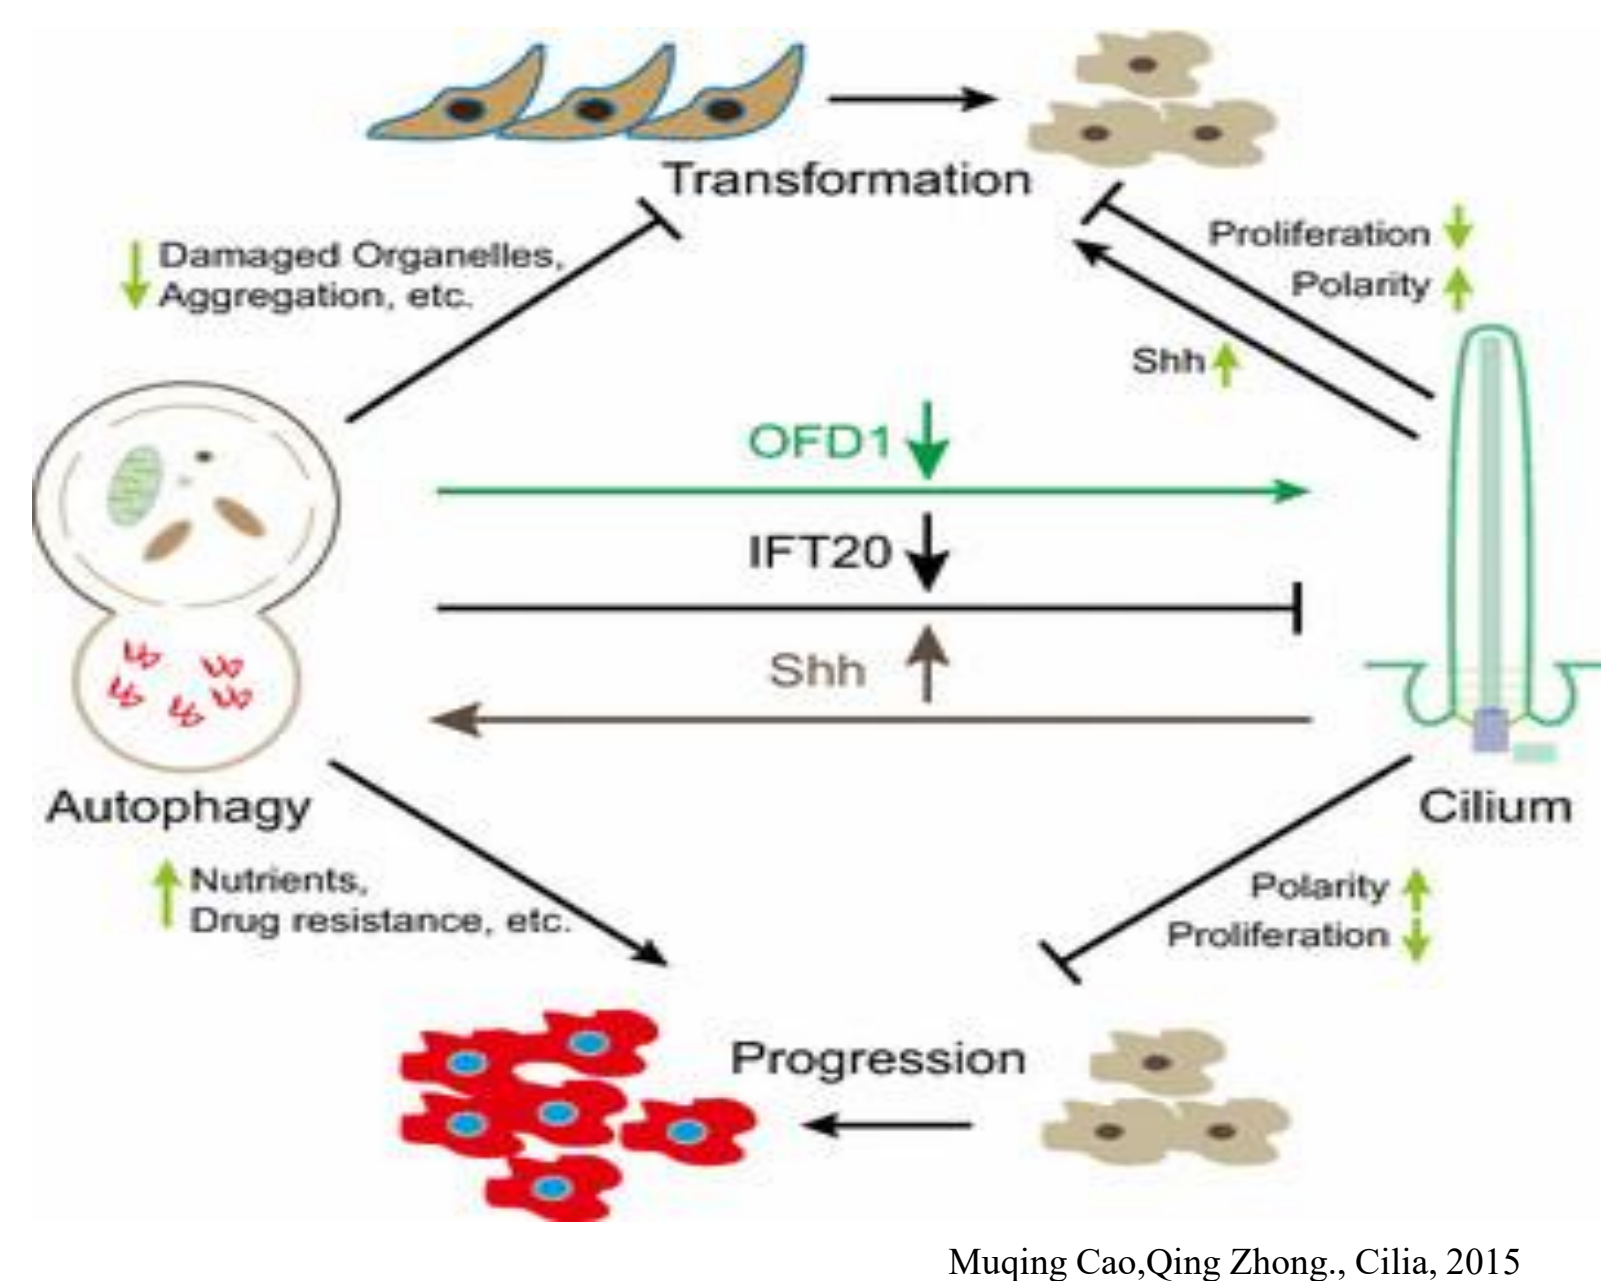 Transformation
Damaged Organelles,
Aggregation, etc.
Proliferation
Polarity
Shh
OFD1
IFT20
Shh
Autophagy
Cilium
Nutrients,
Drug resistance, etc.
Polarity
Proliferation
Progression
Muqing Cao,Qing Zhong., Cilia, 2015